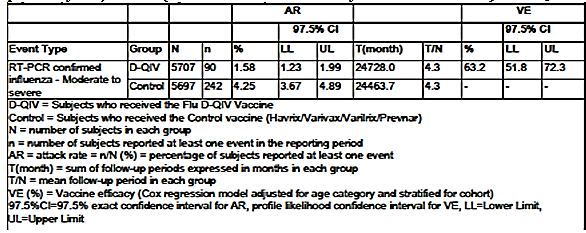 AR VE
97.5% CI 97.5% CI
Event Type Group N n % LL UL T(month) T/N % LL UL
RT-PCR confirmed influenza - Moderate to severe D-QIV 5707 90 1.58 1.23 1.99 24728.0 4.3 63.2 51.8 72.3
Control 5697 242 4.25 3.67 4.89 24463.7 4.3 - - -
D-QIV = Subjects who received the Flu D-QIV Vaccine
Control = Subjects who received the Control vaccine (Havrix/Varivax/Varilrix/Prevnar)
N = number of subjects in each group
n = number of subjects reported at least one event in the reporting period
AR = attack rate = n/N (%) = percentage of subjects reported at least one event
T(month) = sum of follow-up periods expressed in months in each group
T/N = mean follow-up period in each group
VE (%) = Vaccine efficacy (Cox regression model adjusted for age category and stratified for cohort)
97.5%CI=97.5% exact confidence interval for AR, profile likelihood confidence interval for VE, LL=Lower Limit,
UL=Upper Limit